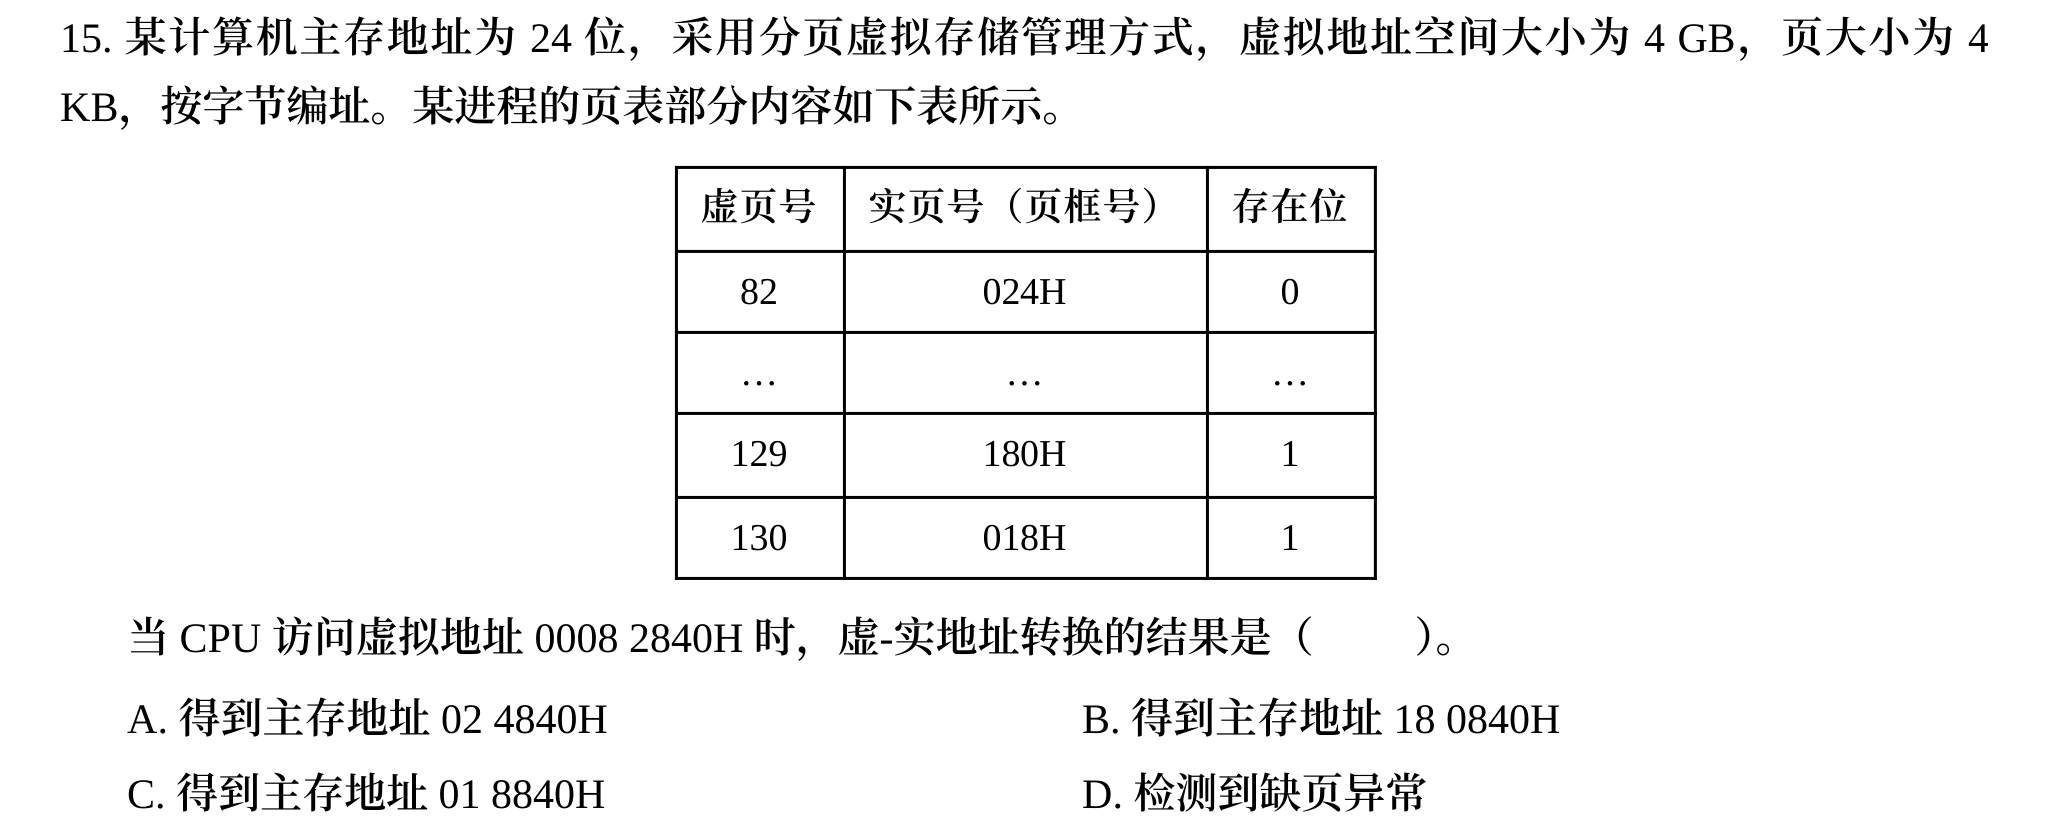 15. 某计算机主存地址为 24 位，采用分页虚拟存储管理方式，虚拟地址空间大小为 4 GB，页大小为 4
KB，按字节编址。某进程的页表部分内容如下表所示。
虚页号 实页号（页框号） 存在位
82 024H 0
… … …
129 180H 1
130 018H 1
当 CPU 访问虚拟地址 0008 2840H 时，虚-实地址转换的结果是（　　）。
A. 得到主存地址 02 4840H B. 得到主存地址 18 0840H
C. 得到主存地址 01 8840H D. 检测到缺页异常